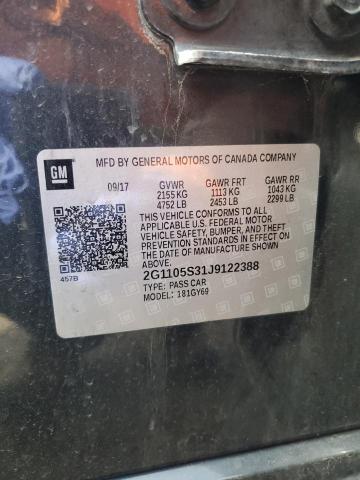 GM
MFD BY GENERAL MOTORS OF CANADA COMPANY
09/17 GVWR GAWR FRT GAWR RR
2155 KG 1113 KG 1043 KG
4752 LB 2453 LB 2299 LB
THIS VEHICLE CONFORMS TO ALL
APPLICABLE U.S. FEDERAL MOTOR
VEHICLE SAFETY, BUMPER, AND THEFT
PREVENTION STANDARDS IN EFFECT ON
THE DATE OF MANUFACTURE SHOWN
ABOVE.
457B
2G1105S31J9122388
TYPE: PASS CAR
MODEL: 181GY69